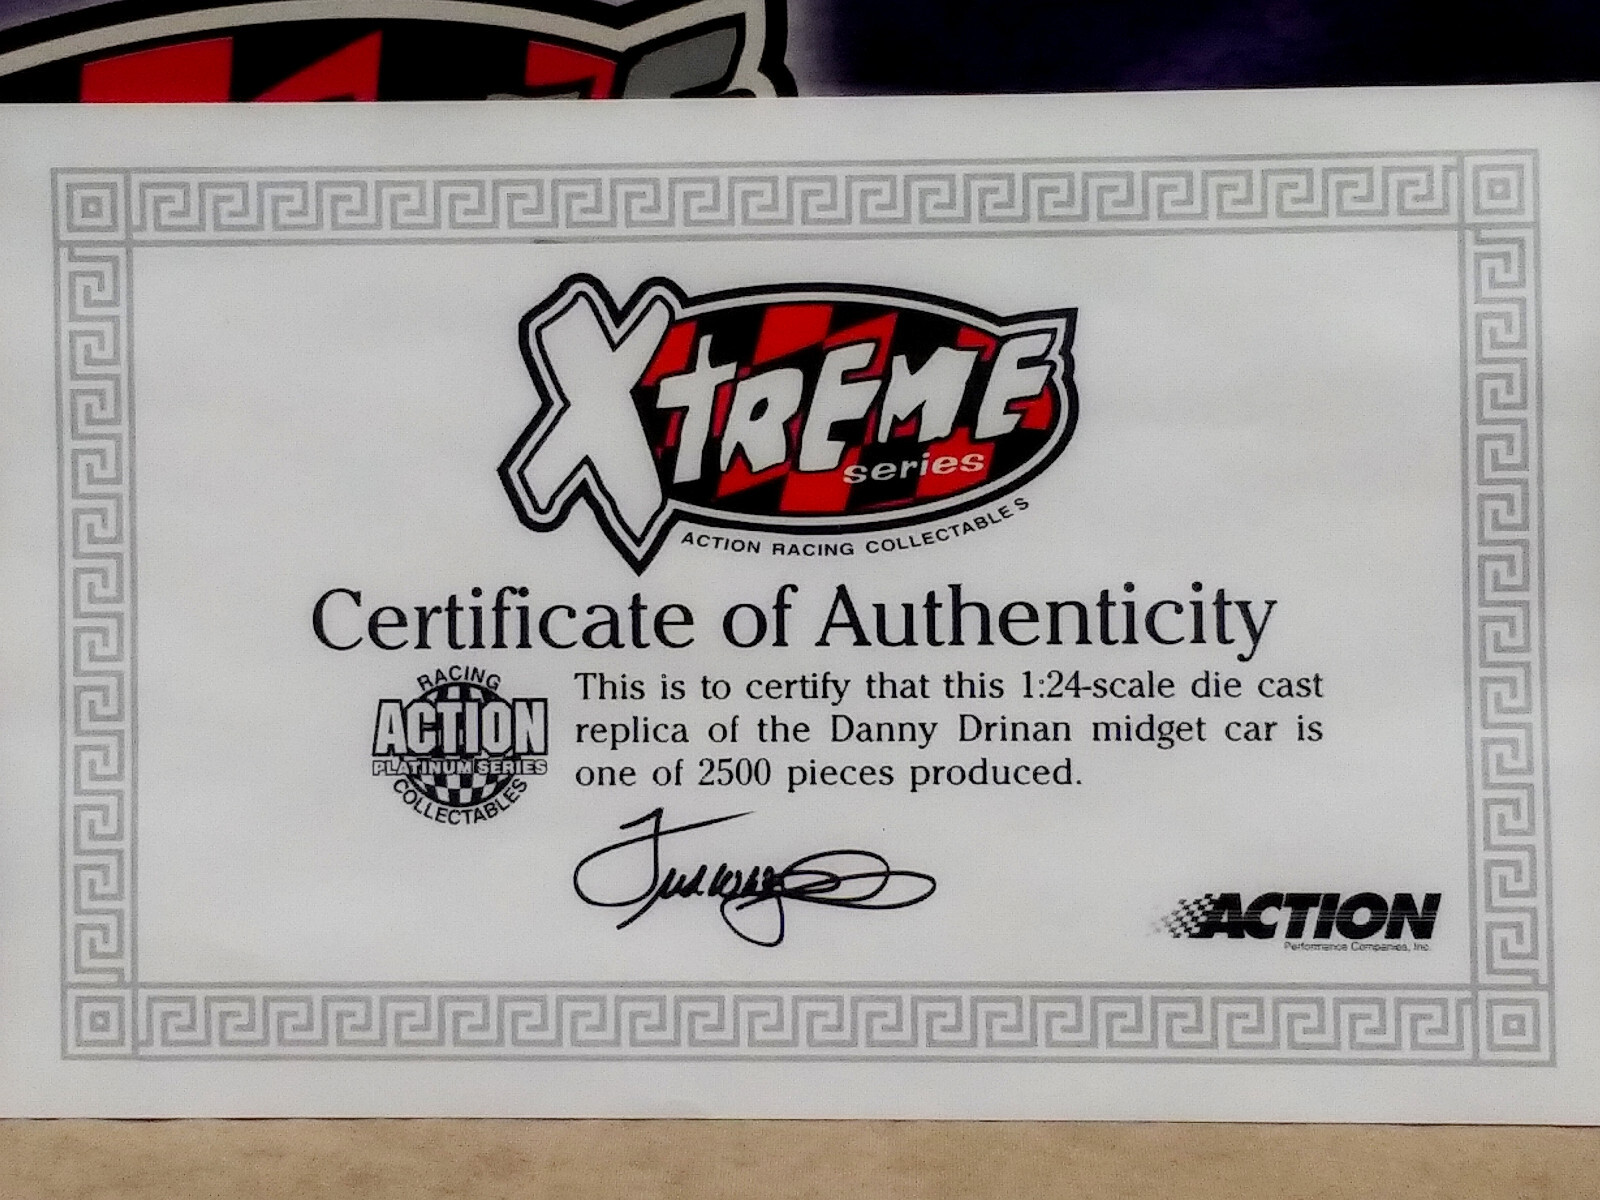 XTREME
series
ACTION RACING COLLECTABLES
Certificate of Authenticity
RACING
ACTION
PLATINUM SERIES
COLLECTABLES
This is to certify that this 1:24-scale die cast
replica of the Danny Drinan midget car is
one of 2500 pieces produced.
ACTION
Performance Companies, Inc.